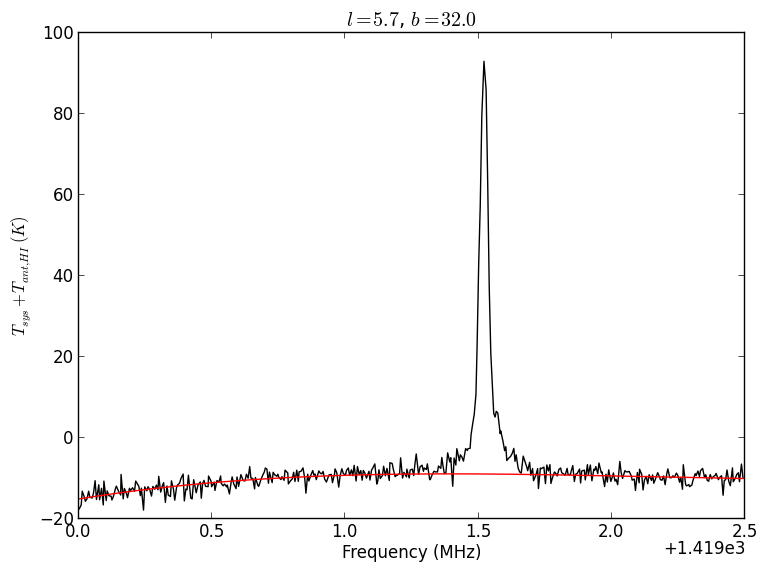 l = 5.7, b = 32.0
100
80
60
40
20
0
−20
T_sys + T_ant,HI (K)
0.0 0.5 1.0 1.5 2.0 2.5
Frequency (MHz)
+1.419e3